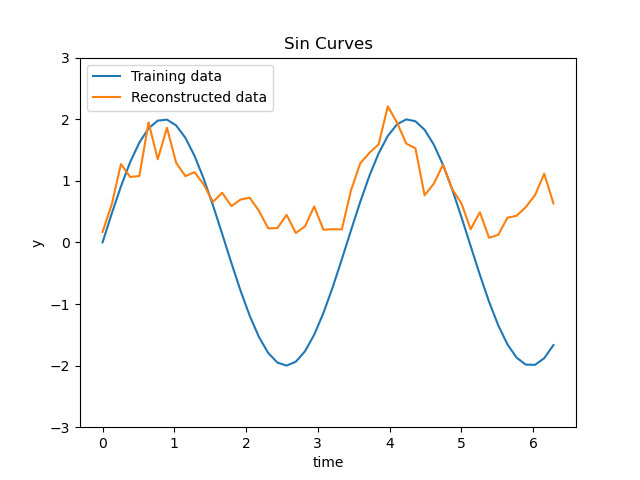 Sin Curves
Training data
Reconstructed data
3
2
1
0
−1
−2
−3
y
0 1 2 3 4 5 6
time